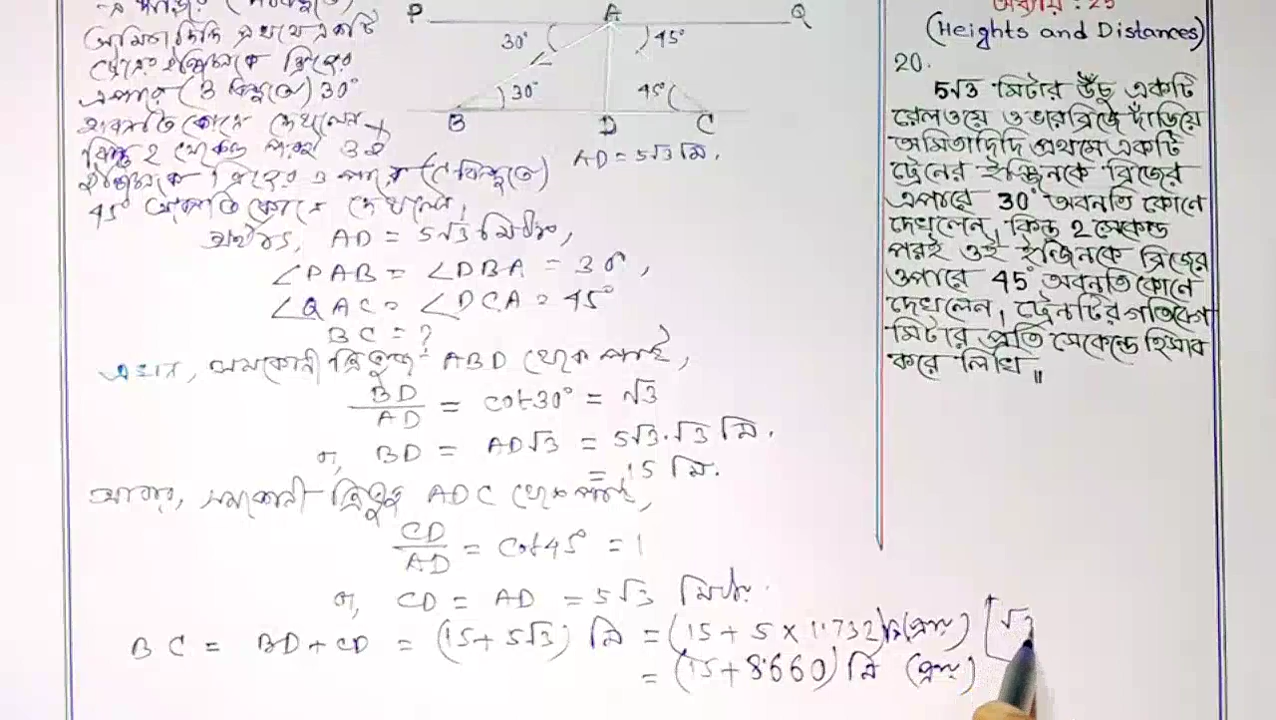 অধ্যায় : 25
(Heights and Distances)
20.
5√3 মিটার উঁচু একটি
রেলওয়ে ওভারব্রিজে দাঁড়িয়ে
অমিতাদিদি প্রথমে একটি
ট্রেনের ইঞ্জিনকে ব্রিজের
এপারে 30° অবনতি কোণে
দেখলেন, কিন্তু 2 সেকেন্ড
পরই ওই ইঞ্জিনকে ব্রিজের
ওপারে 45° অবনতি কোণে
দেখলেন, ট্রেনটির গতিবেগ
মিটার প্রতি সেকেন্ডে হিসাব
করে লিখি॥
P A Q
30° 45°
30° 45°
B D C
AD = 5√3 মি.
অমিতাদিদি প্রথমে একটি
ট্রেনের ইঞ্জিনকে ব্রিজের
এপারে (B বিন্দুতে) 30°
অবনতি কোণে দেখলেন
কিন্তু 2 পরই ওই
ইঞ্জিনকে ব্রিজের ওপারে (C বিন্দুতে)
45° অবনতি কোণে দেখলেন,
অর্থাৎ, AD = 5√3 মিটার,
∠PAB = ∠DBA = 30°,
∠QAC = ∠DCA = 45°
BC = ?
এখন, সমকোণী ত্রিভুজ ABD থেকে পাই,
BD/AD = cot30° = √3
বা, BD = AD√3 = 5√3.√3 মি.
= 15 মি.
আবার, সমকোণী ত্রিভুজ ADC থেকে পাই,
CD/AD = cot45° = 1
বা, CD = AD = 5√3 মিটার.
BC = BD + CD = (15 + 5√3) মি = (15 + 5 × 1.732) মি (প্রায়) [√3
= (15 + 8.660) মি (প্রায়)